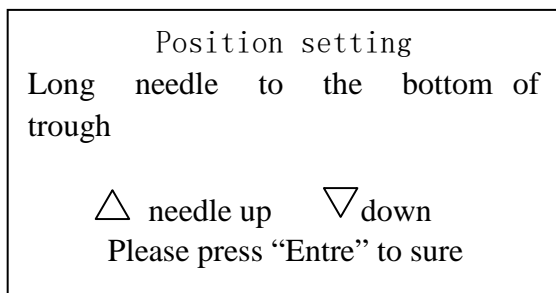 Position setting
Long needle to the bottom of
trough
△ needle up ▽ down
Please press “Entre” to sure